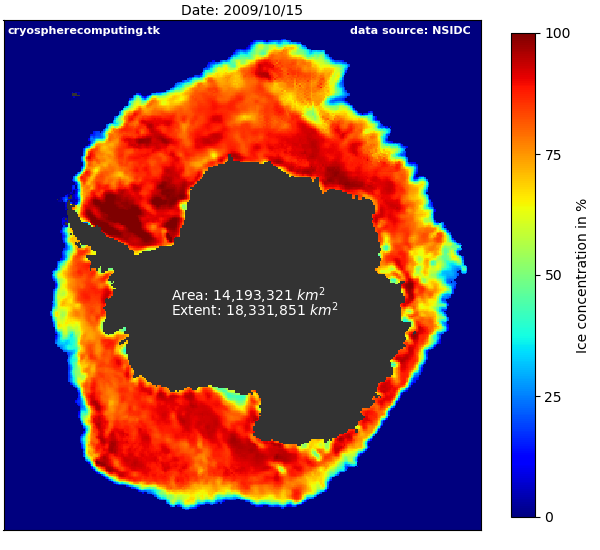 Date: 2009/10/15
cryospherecomputing.tk
data source: NSIDC
Area: 14,193,321 km²
Extent: 18,331,851 km²
100
75
50
25
0
Ice concentration in %